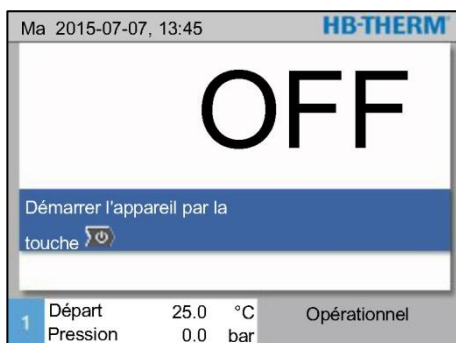 Ma 2015-07-07, 13:45 HB-THERM
OFF
Démarrer l'appareil par la
touche
1 Départ 25.0 °C Opérationnel
Pression 0.0 bar